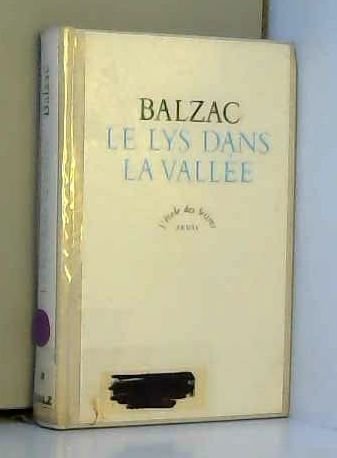 BALZAC
LE LYS DANS
LA VALLÉE
l'école des lettres
SEUIL
Balzac